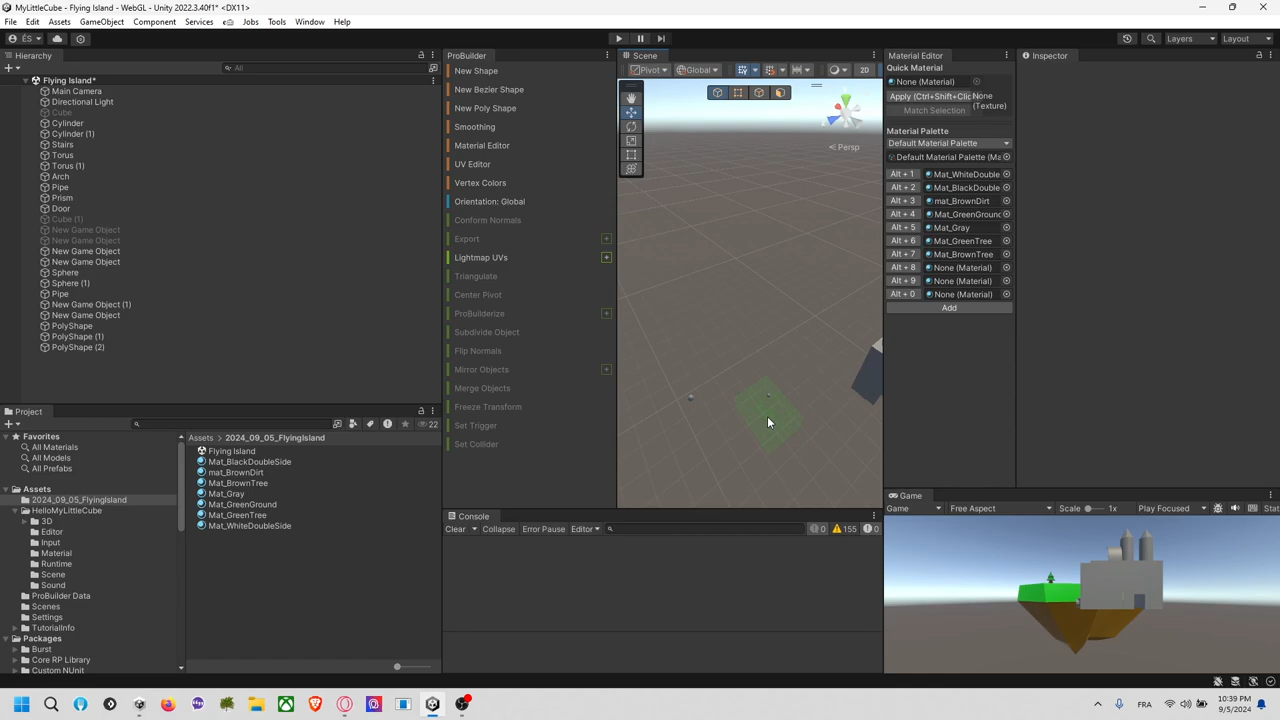 MyLittleCube - Flying Island - WebGL - Unity 2022.3.40f1* <DX11>
File Edit Assets GameObject Component Services Jobs Tools Window Help
ÉS Layers Layout
Hierarchy
All
Flying Island*
Main Camera
Directional Light
Cube
Cylinder
Cylinder (1)
Stairs
Torus
Torus (1)
Arch
Pipe
Prism
Door
Cube (1)
New Game Object
New Game Object
New Game Object
New Game Object
Sphere
Sphere (1)
Pipe
New Game Object (1)
New Game Object
PolyShape
PolyShape (1)
PolyShape (2)
ProBuilder
New Shape
New Bezier Shape
New Poly Shape
Smoothing
Material Editor
UV Editor
Vertex Colors
Orientation: Global
Conform Normals
Export
Lightmap UVs
Triangulate
Center Pivot
ProBuilderize
Subdivide Object
Flip Normals
Mirror Objects
Merge Objects
Freeze Transform
Set Trigger
Set Collider
Scene
Pivot Global 2D
Persp
Material Editor
Quick Material
None (Material)
Apply (Ctrl+Shift+Clic None
(Texture)
Match Selection
Material Palette
Default Material Palette
Default Material Palette (Ma
Alt + 1 Mat_WhiteDouble
Alt + 2 Mat_BlackDouble
Alt + 3 mat_BrownDirt
Alt + 4 Mat_GreenGround
Alt + 5 Mat_Gray
Alt + 6 Mat_GreenTree
Alt + 7 Mat_BrownTree
Alt + 8 None (Material)
Alt + 9 None (Material)
Alt + 0 None (Material)
Add
Inspector
Project
22
Favorites
All Materials
All Models
All Prefabs
Assets
2024_09_05_FlyingIsland
HelloMyLittleCube
3D
Editor
Input
Material
Runtime
Scene
Sound
ProBuilder Data
Scenes
Settings
TutorialInfo
Packages
Burst
Core RP Library
Custom NUnit
Assets 2024_09_05_FlyingIsland
Flying Island
Mat_BlackDoubleSide
mat_BrownDirt
Mat_BrownTree
Mat_Gray
Mat_GreenGround
Mat_GreenTree
Mat_WhiteDoubleSide
Console
Clear Collapse Error Pause Editor 0 155 0
Game
Game Free Aspect Scale 1x Play Focused Stat
FRA 10:39 PM
9/5/2024